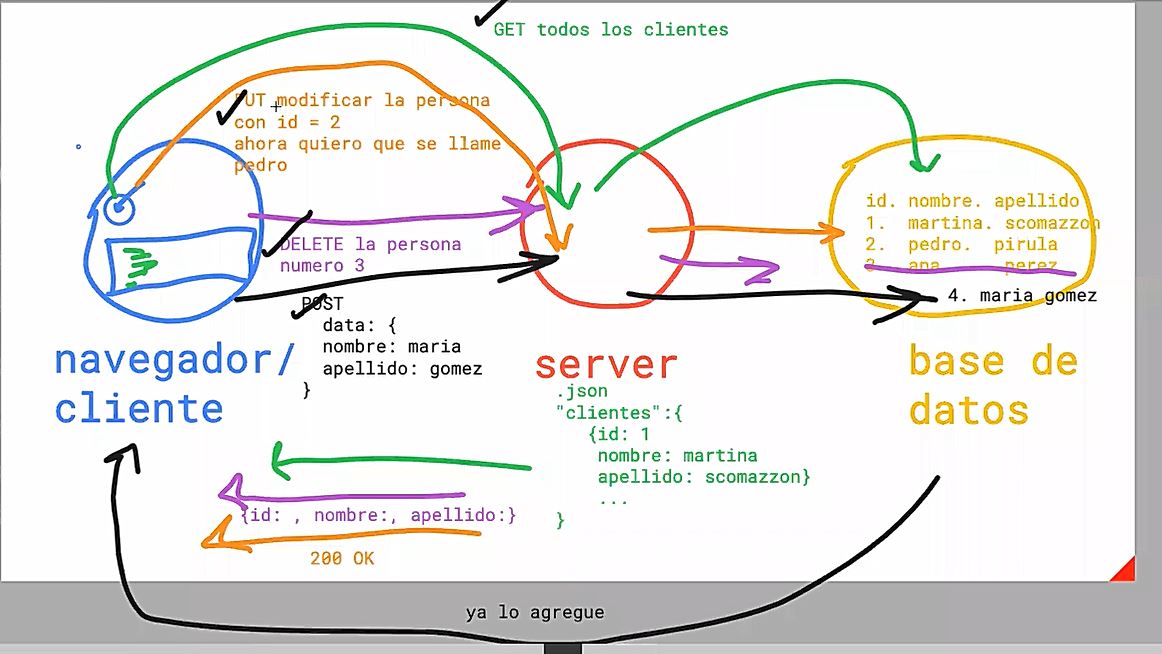 GET todos los clientes
PUT modificar la persona
con id = 2
ahora quiero que se llame
pedro
DELETE la persona
numero 3
POST
data: {
nombre: maria
apellido: gomez
}
id. nombre. apellido
1. martina. scomazzon
2. pedro. pirula
3. ana perez
4. maria gomez
navegador/
cliente
server
base de
datos
.json
"clientes":{
{id: 1
nombre: martina
apellido: scomazzon}
...
}
{id: , nombre:, apellido:}
200 OK
ya lo agregue